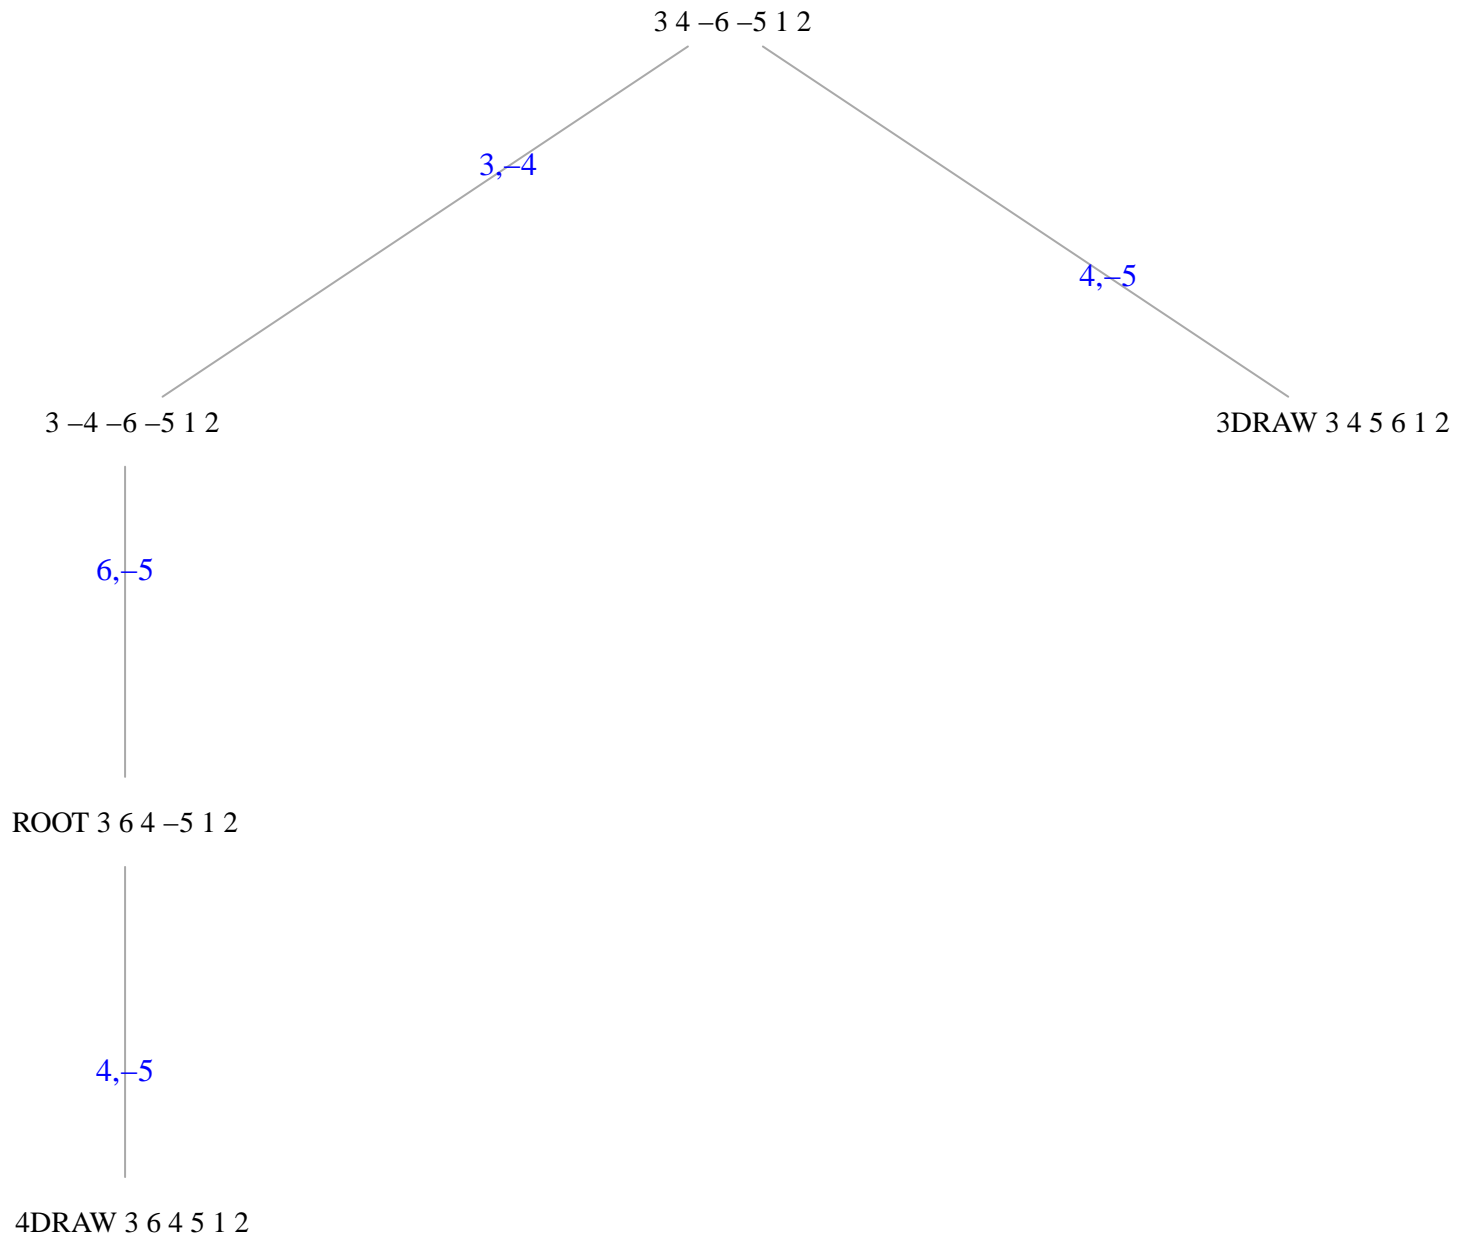 3 4 –6 –5 1 2
3,–4
4,–5
3 –4 –6 –5 1 2
3DRAW 3 4 5 6 1 2
6,–5
ROOT 3 6 4 –5 1 2
4,–5
4DRAW 3 6 4 5 1 2